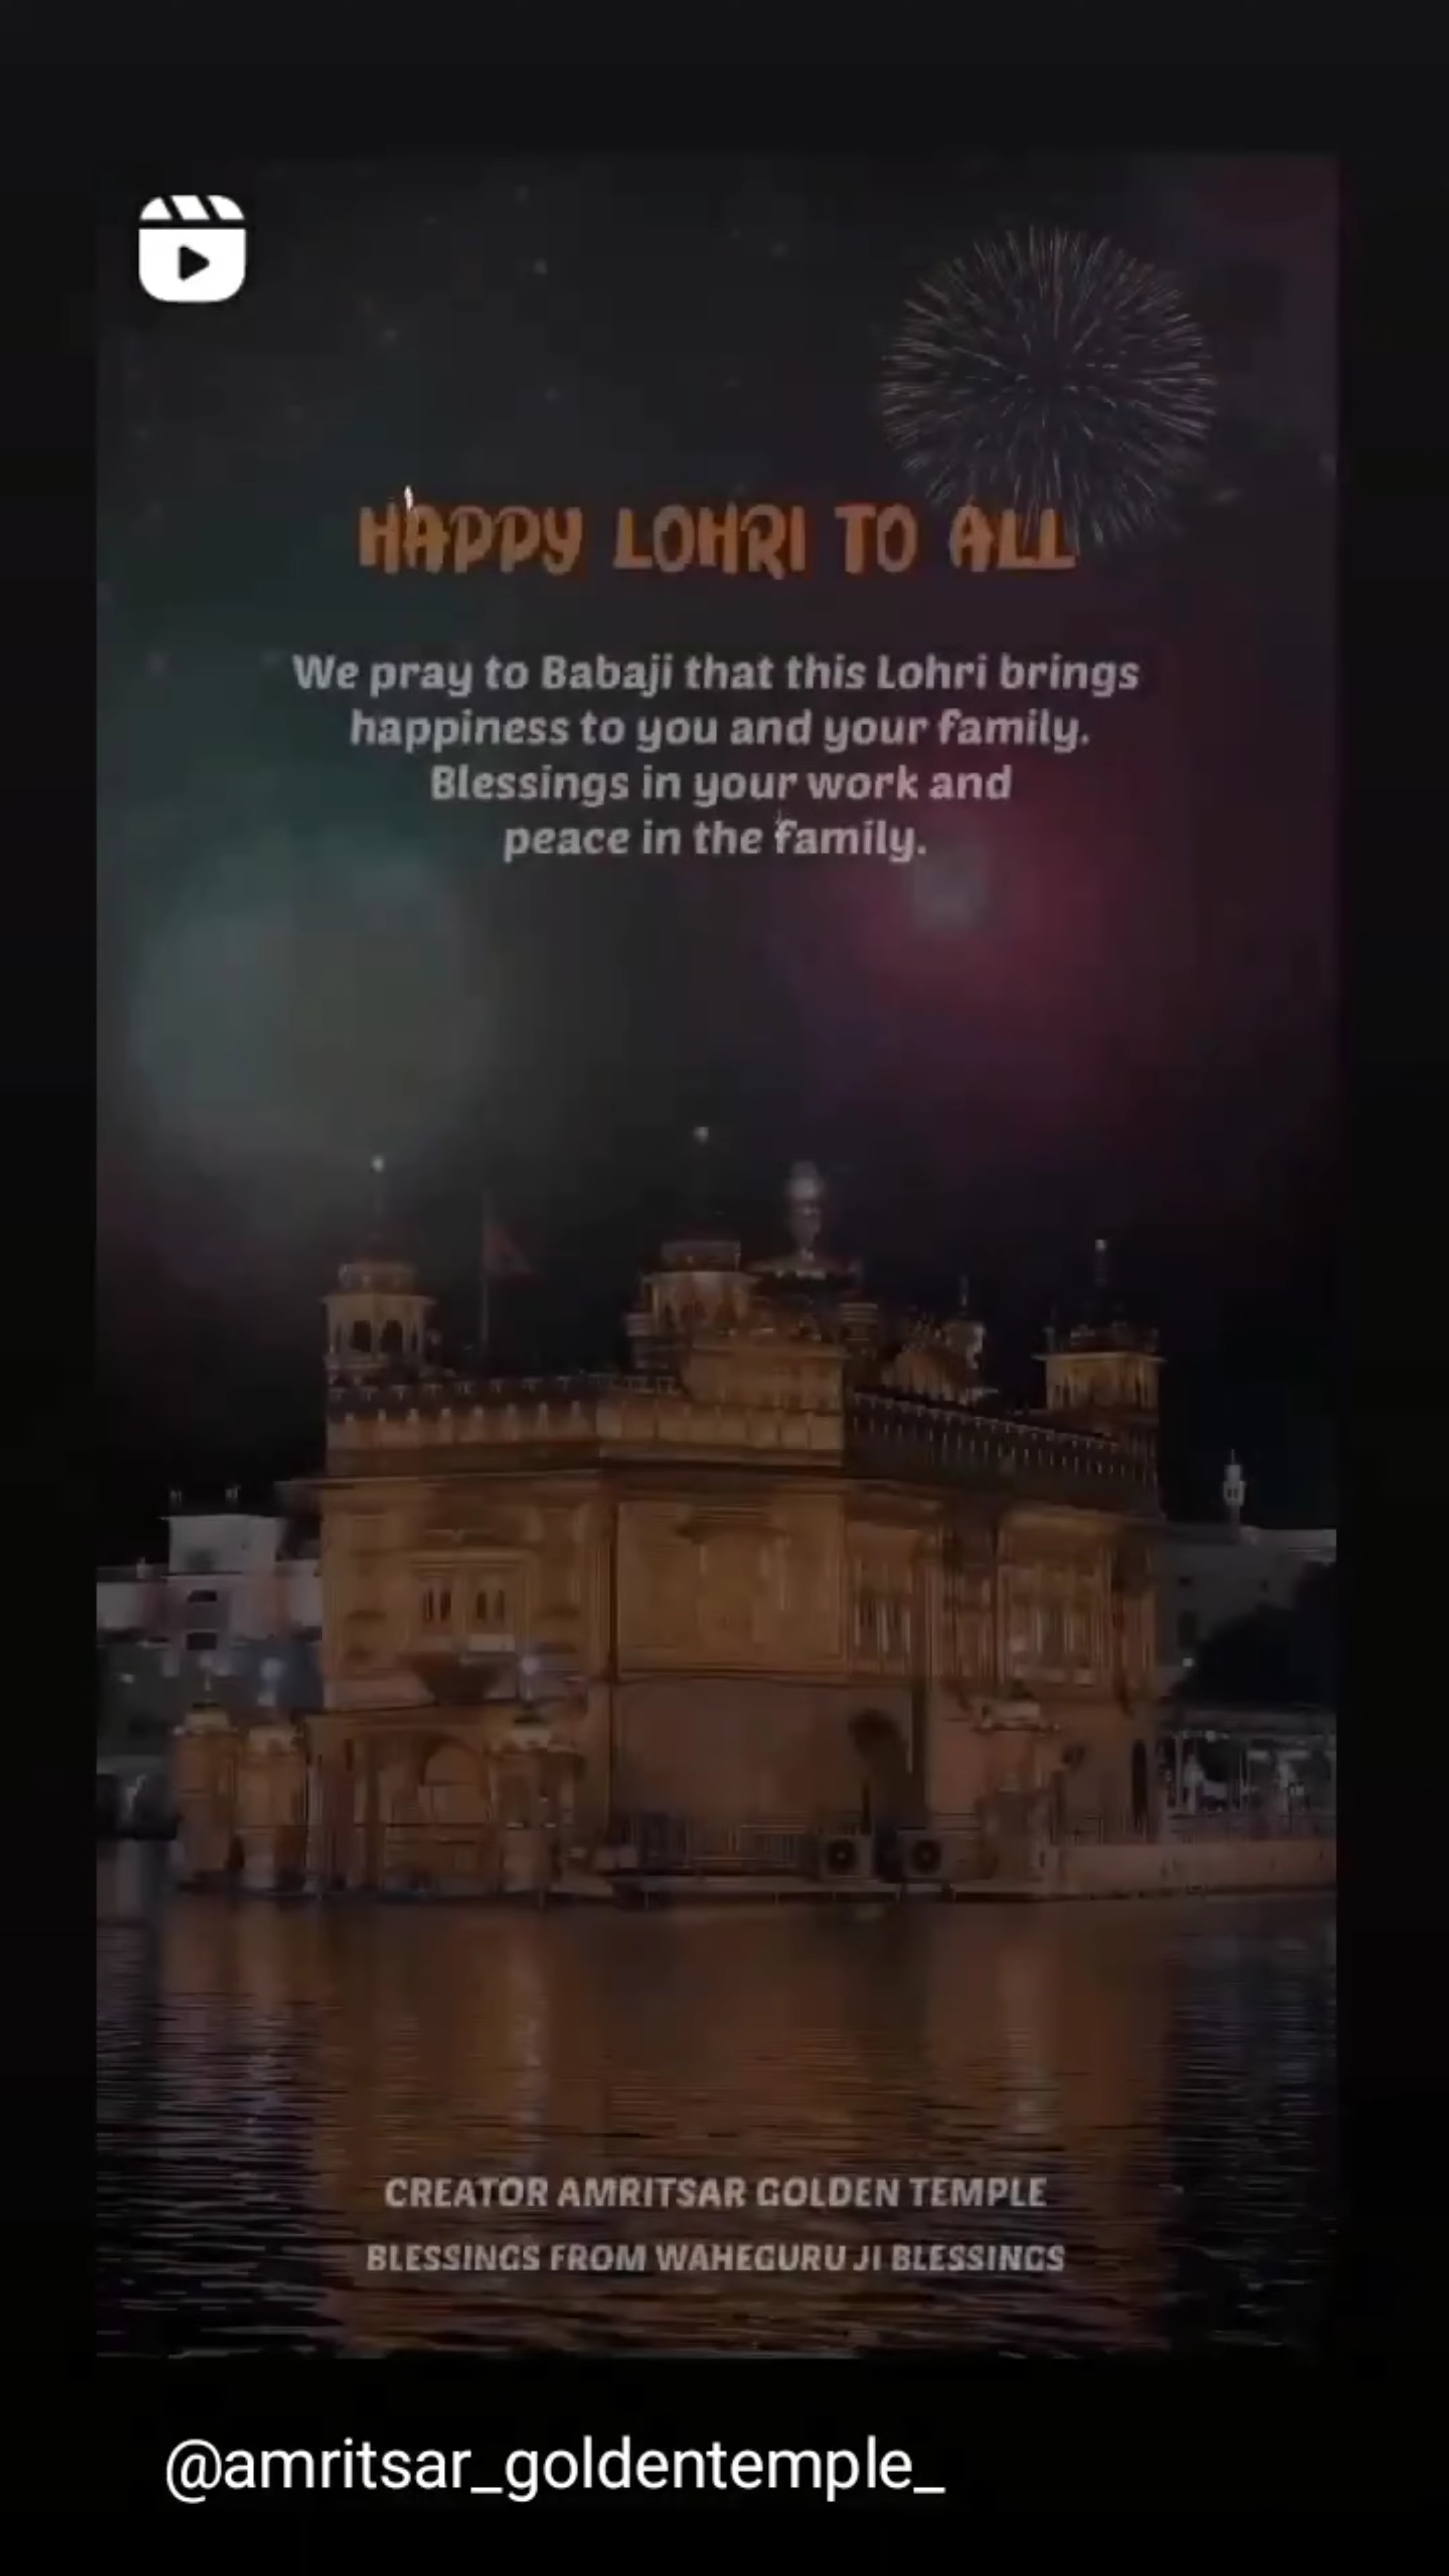 HAPPY LOHRI TO ALL
We pray to Babaji that this Lohri brings
happiness to you and your family.
Blessings in your work and
peace in the family.
CREATOR AMRITSAR GOLDEN TEMPLE
BLESSINGS FROM WAHEGURU JI BLESSINGS
@amritsar_goldentemple_